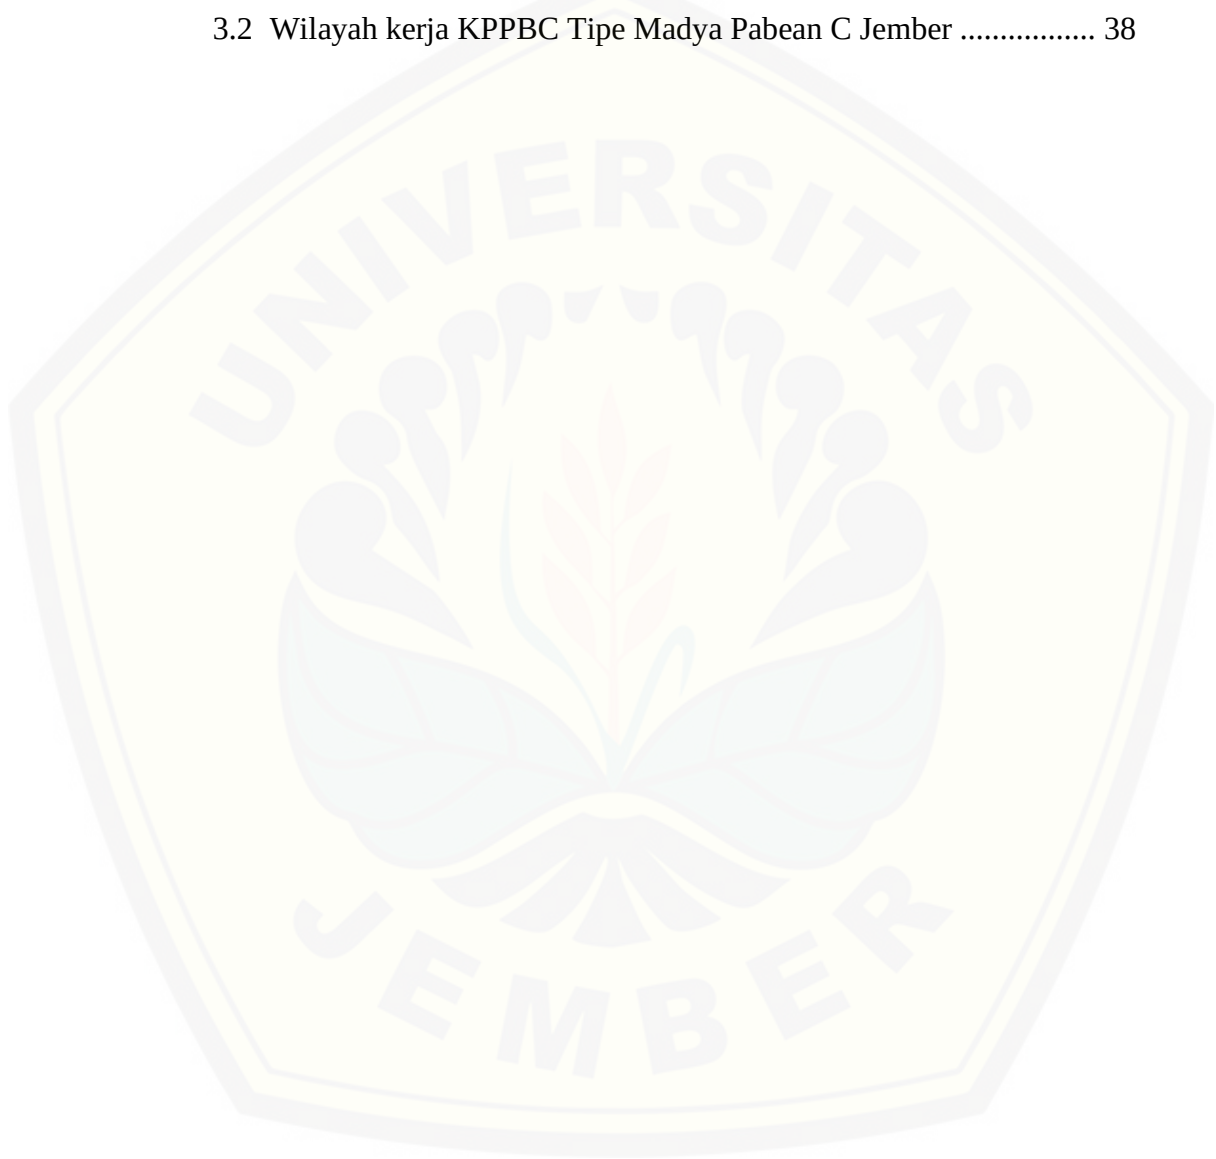 3.2 Wilayah kerja KPPBC Tipe Madya Pabean C Jember ................. 38
UNIVERSITAS
JEMBER